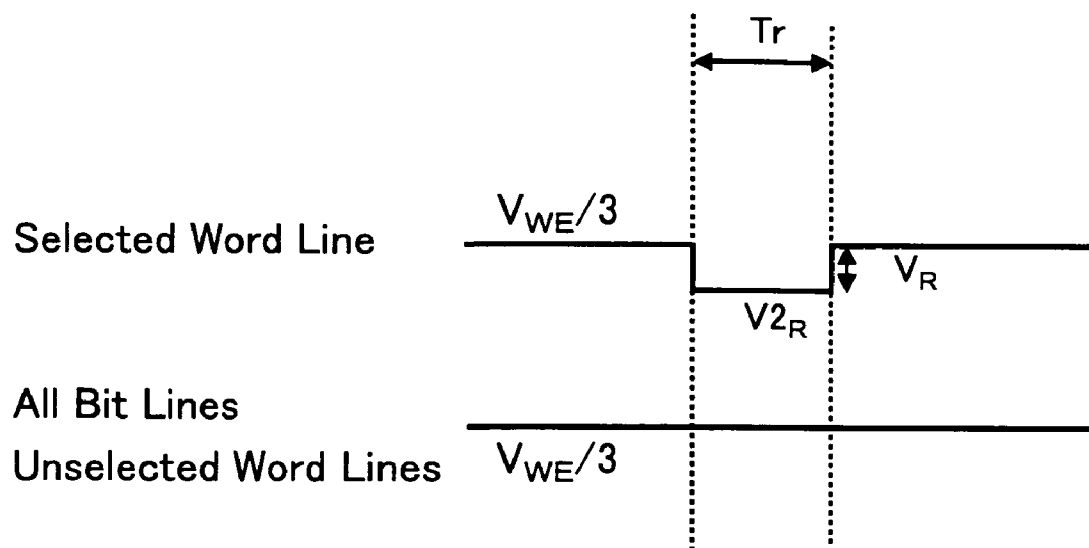 Tr
V_WE/3
Selected Word Line
V_R
V2_R
All Bit Lines
Unselected Word Lines
V_WE/3